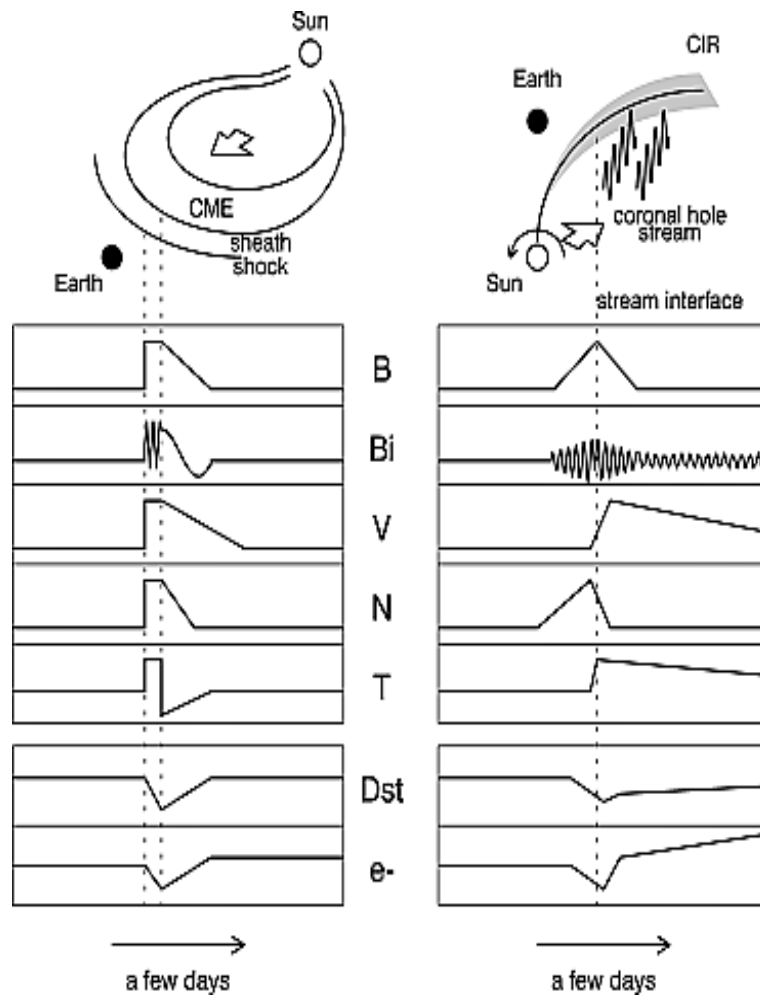 Sun
CME
sheath
shock
Earth
CIR
Earth
coronal hole
stream
Sun
stream interface
B
Bi
V
N
T
Dst
e-
a few days
a few days